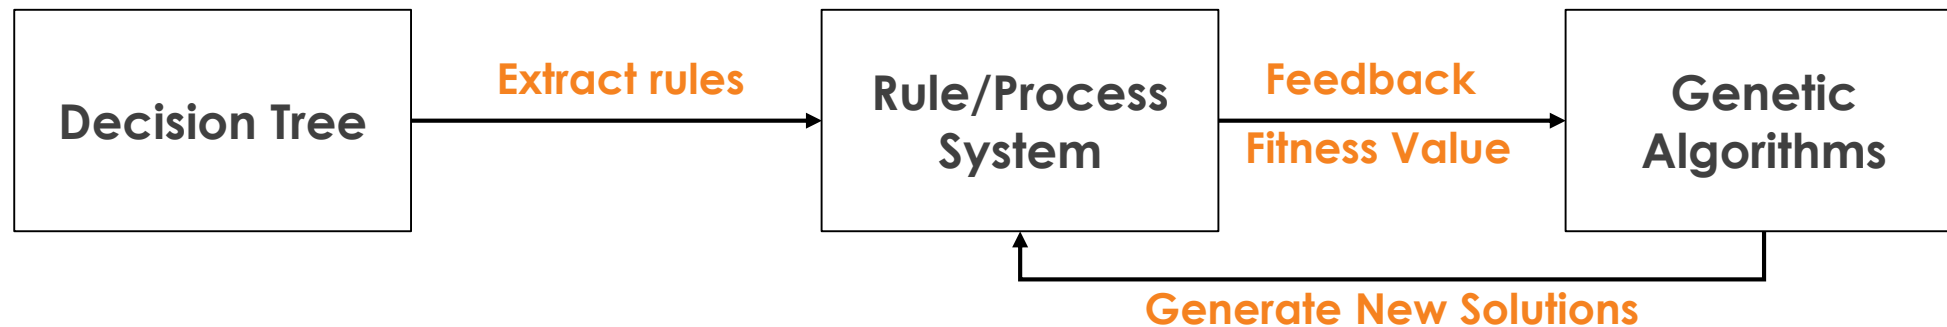 Decision Tree
Extract rules
Rule/Process
System
Feedback
Fitness Value
Genetic
Algorithms
Generate New Solutions